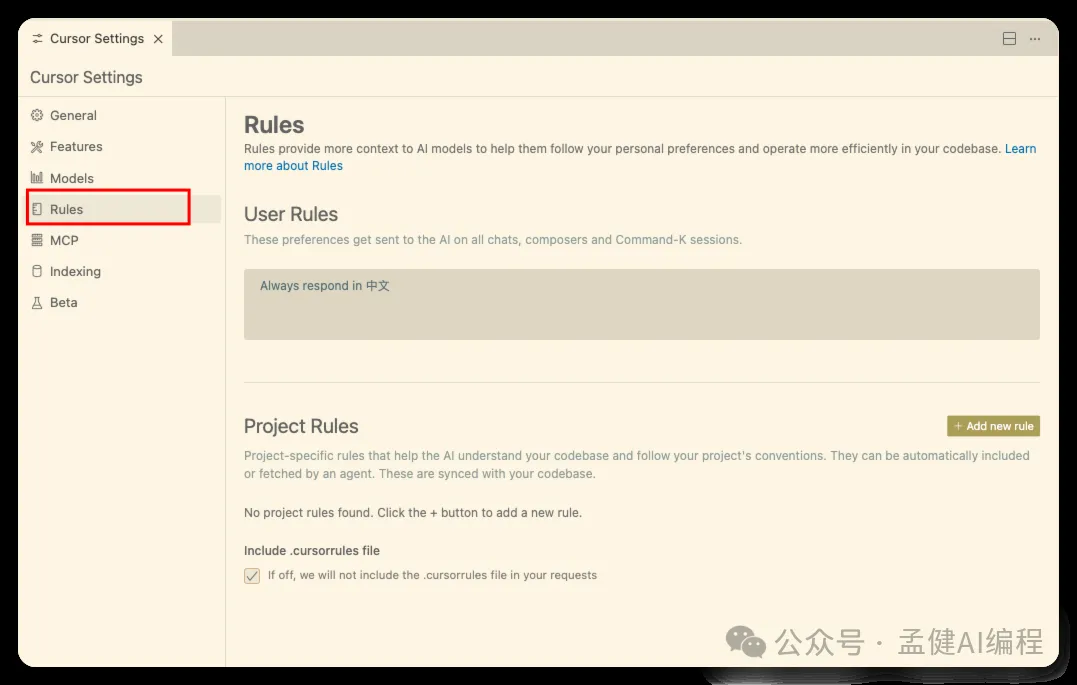 Cursor Settings
Cursor Settings
General
Features
Models
Rules
MCP
Indexing
Beta
Rules
Rules provide more context to AI models to help them follow your personal preferences and operate more efficiently in your codebase. Learn
more about Rules
User Rules
These preferences get sent to the AI on all chats, composers and Command-K sessions.
Always respond in 中文
Project Rules
+ Add new rule
Project-specific rules that help the AI understand your codebase and follow your project's conventions. They can be automatically included
or fetched by an agent. These are synced with your codebase.
No project rules found. Click the + button to add a new rule.
Include .cursorrules file
If off, we will not include the .cursorrules file in your requests
公众号 · 孟健AI编程